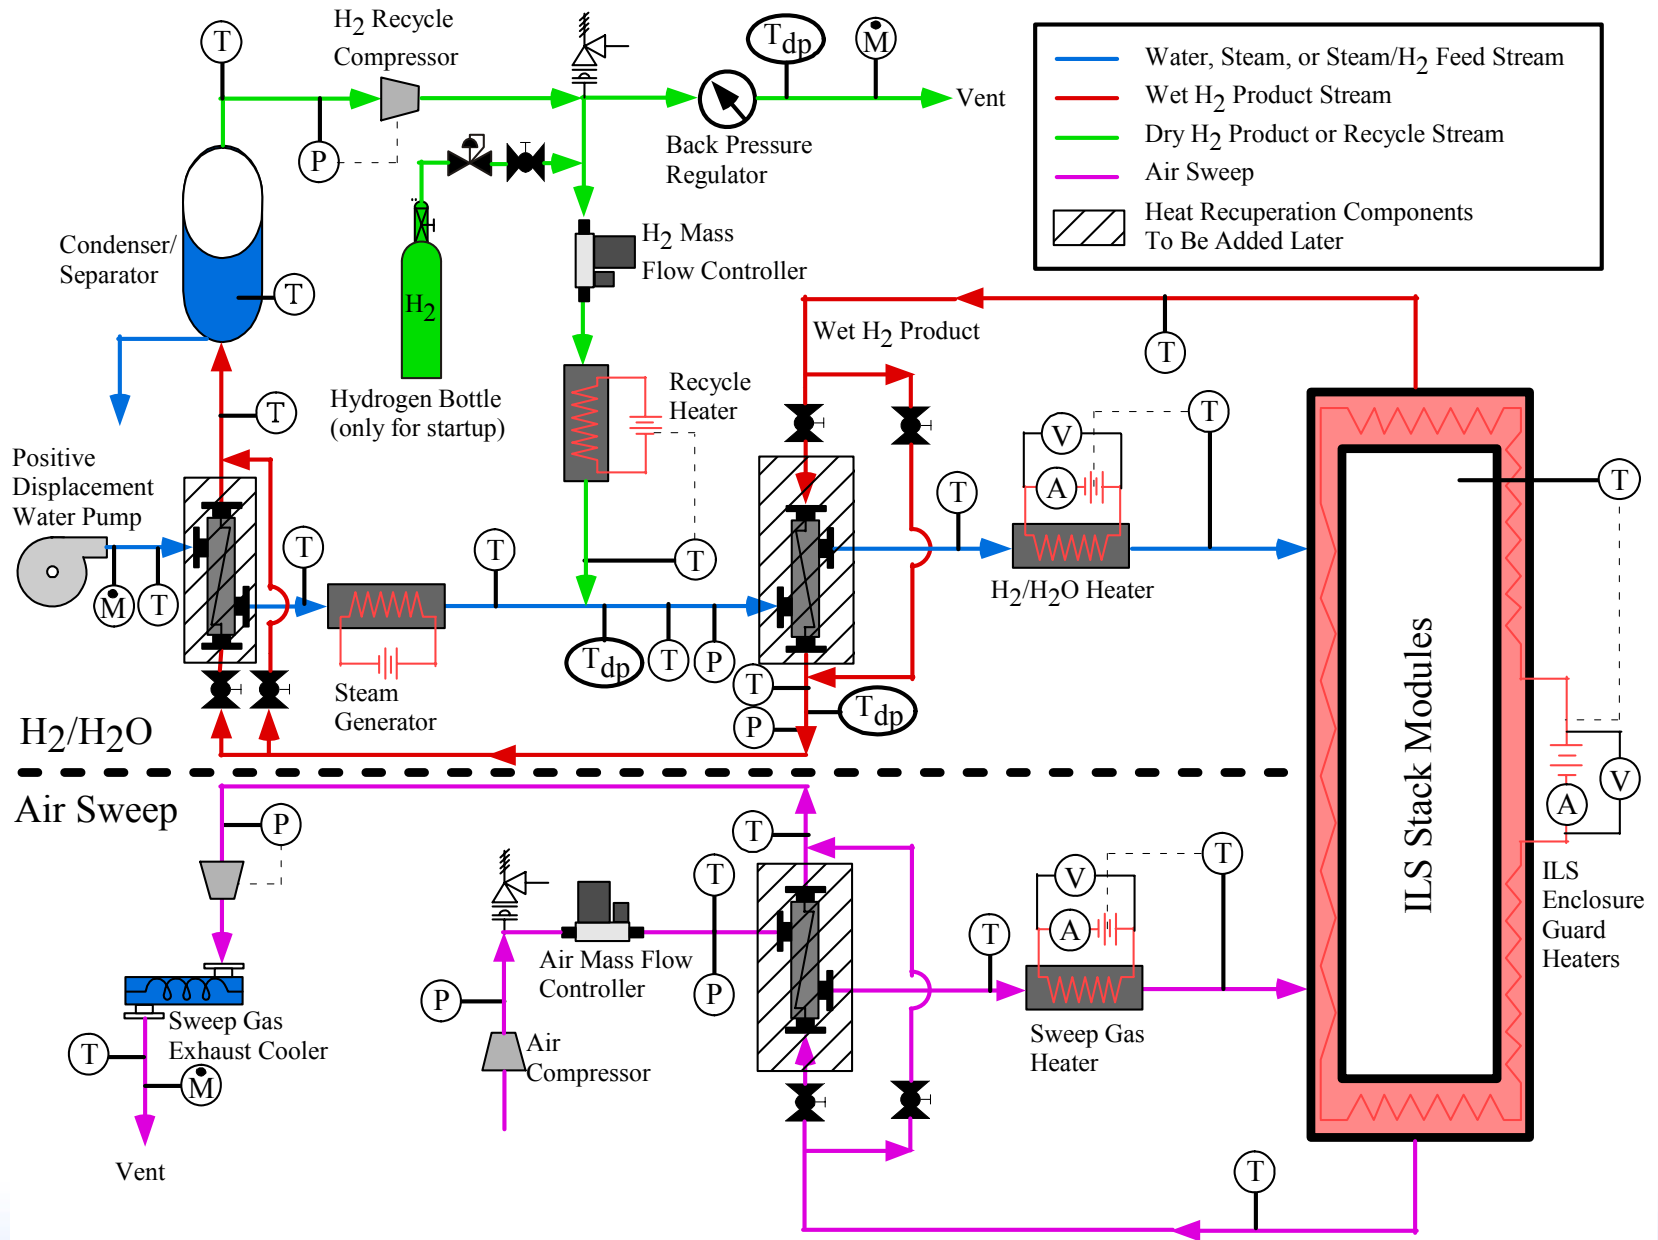 H2 Recycle
Compressor
T
Tdp
M
Vent
P
Back Pressure
Regulator
Water, Steam, or Steam/H2 Feed Stream
Wet H2 Product Stream
Dry H2 Product or Recycle Stream
Air Sweep
Heat Recuperation Components
To Be Added Later
Condenser/
Separator
T
H2
H2 Mass
Flow Controller
Hydrogen Bottle
(only for startup)
Recycle
Heater
Wet H2 Product
T
T
T
V
A
T
T
Positive
Displacement
Water Pump
M
T
T
T
T
T
H2/H2O Heater
Steam
Generator
Tdp
T
P
T
P
Tdp
H2/H2O
Air Sweep
ILS Stack Modules
V
A
ILS
Enclosure
Guard
Heaters
P
T
T
P
Air Mass Flow
Controller
P
Air
Compressor
T
V
A
T
Sweep Gas
Heater
Sweep Gas
Exhaust Cooler
T
M
Vent
T